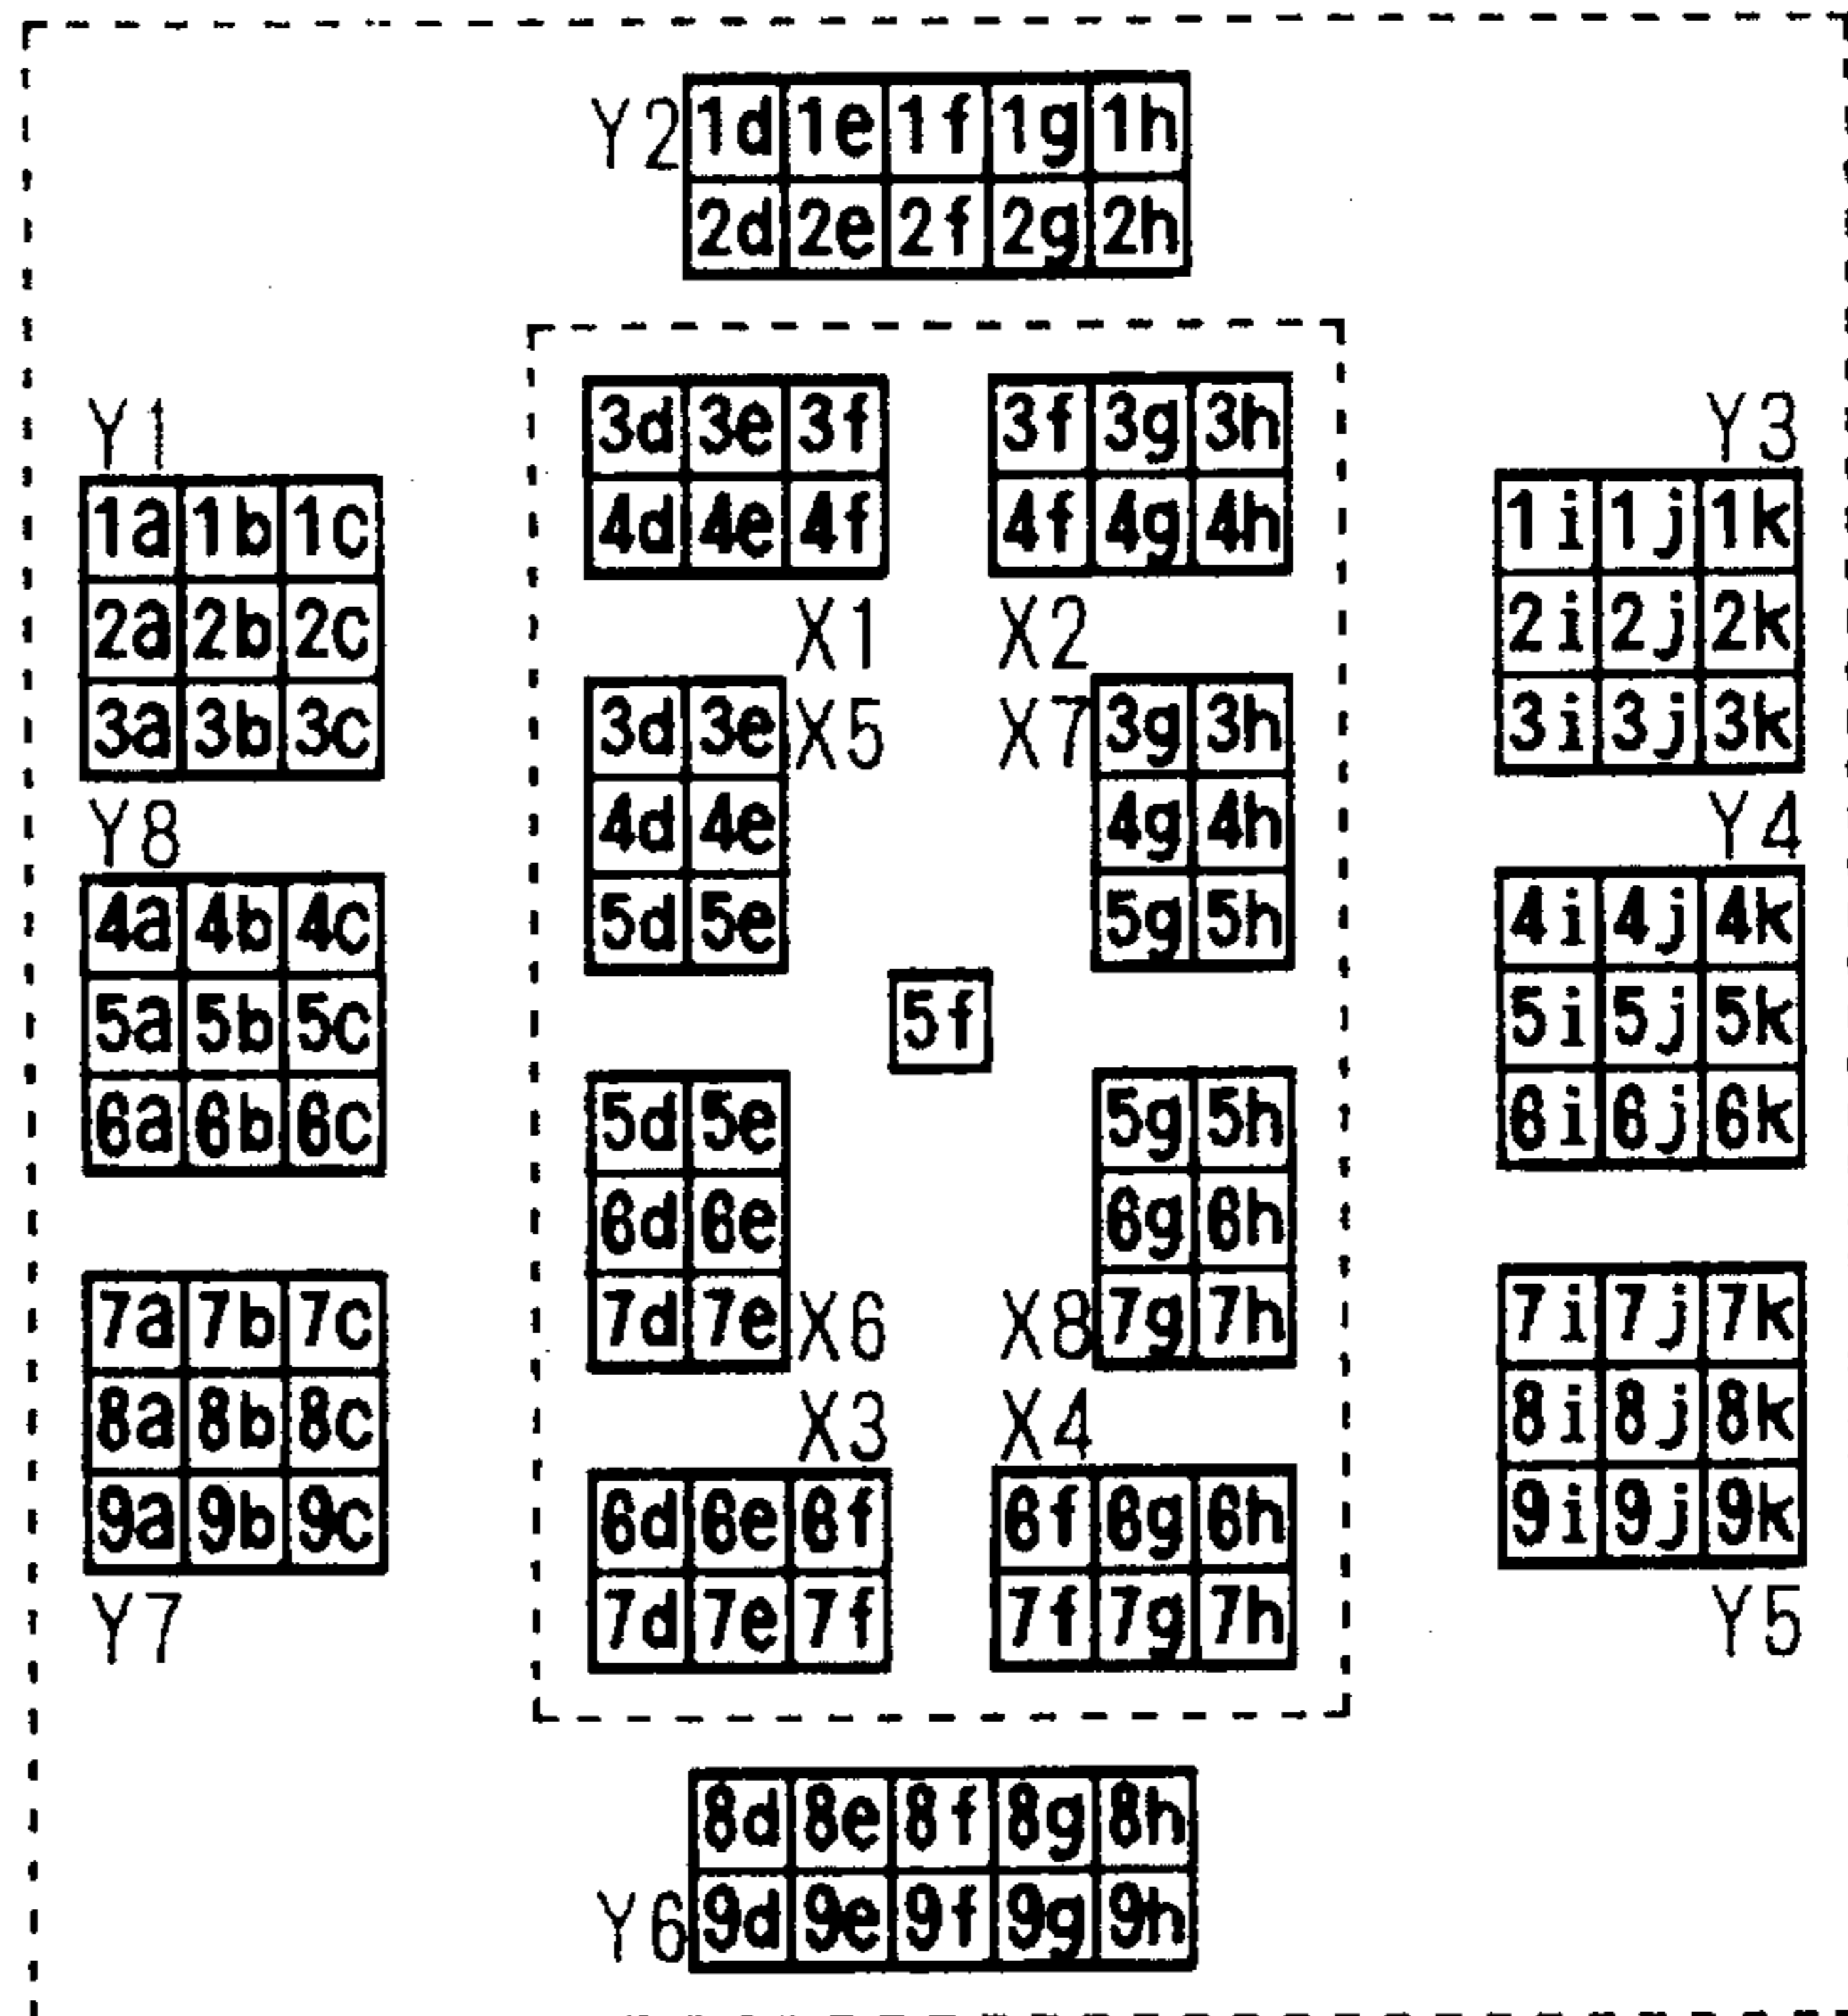 Y2
1d 1e 1f 1g 1h
2d 2e 2f 2g 2h
Y1
1a 1b 1c
2a 2b 2c
3a 3b 3c
Y8
4a 4b 4c
5a 5b 5c
6a 6b 6c
7a 7b 7c
8a 8b 8c
9a 9b 9c
Y7
3d 3e 3f
4d 4e 4f
X1
3f 3g 3h
4f 4g 4h
X2
3d 3e
4d 4e
5d 5e
X5
X7
3g 3h
4g 4h
5g 5h
5f
5d 5e
6d 6e
7d 7e
X6
5g 5h
6g 6h
7g 7h
X8
X3
6d 6e 6f
7d 7e 7f
X4
6f 6g 6h
7f 7g 7h
Y3
1i 1j 1k
2i 2j 2k
3i 3j 3k
Y4
4i 4j 4k
5i 5j 5k
6i 6j 6k
7i 7j 7k
8i 8j 8k
9i 9j 9k
Y5
8d 8e 8f 8g 8h
9d 9e 9f 9g 9h
Y6